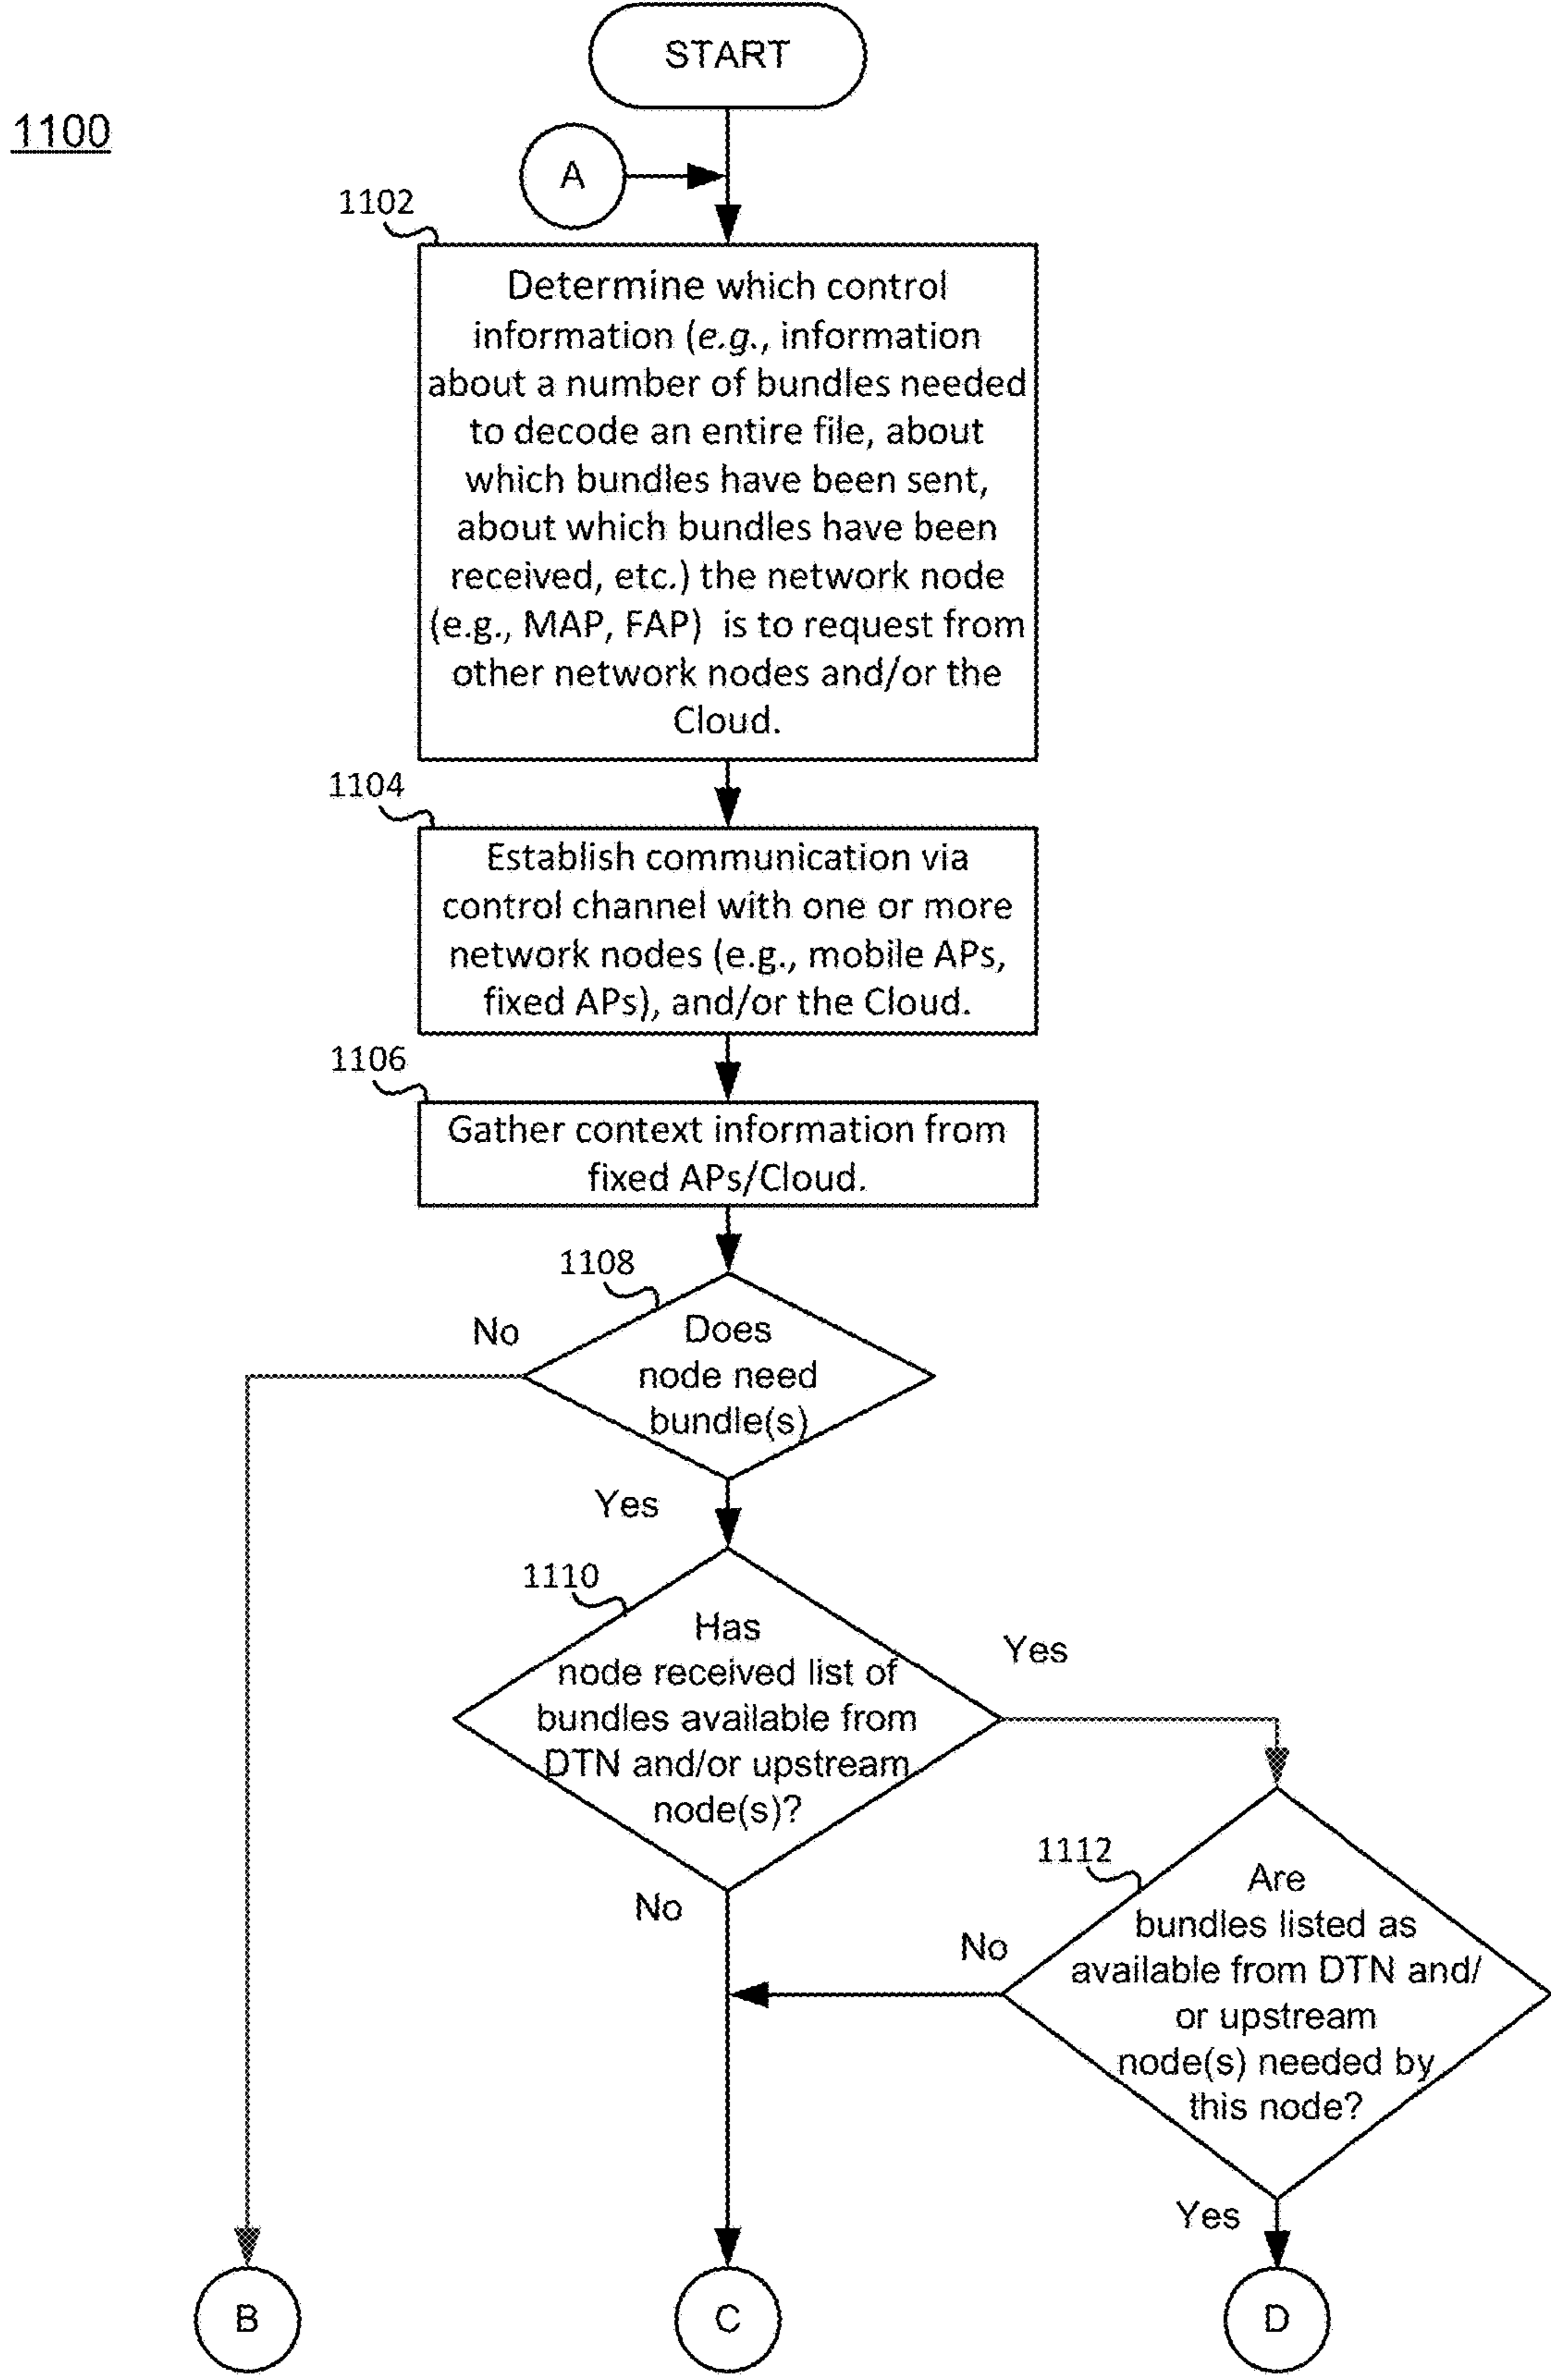 START
1100
A
1102
Determine which control
information (e.g., information
about a number of bundles needed
to decode an entire file, about
which bundles have been sent,
about which bundles have been
received, etc.) the network node
(e.g., MAP, FAP) is to request from
other network nodes and/or the
Cloud.
1104
Establish communication via
control channel with one or more
network nodes (e.g., mobile APs,
fixed APs), and/or the Cloud.
1106
Gather context information from
fixed APs/Cloud.
1108
No
Does
node need
bundle(s)
Yes
1110
Has
node received list of
bundles available from
DTN and/or upstream
node(s)?
Yes
No
1112
Are
bundles listed as
available from DTN and/
or upstream
node(s) needed by
this node?
No
Yes
B
C
D